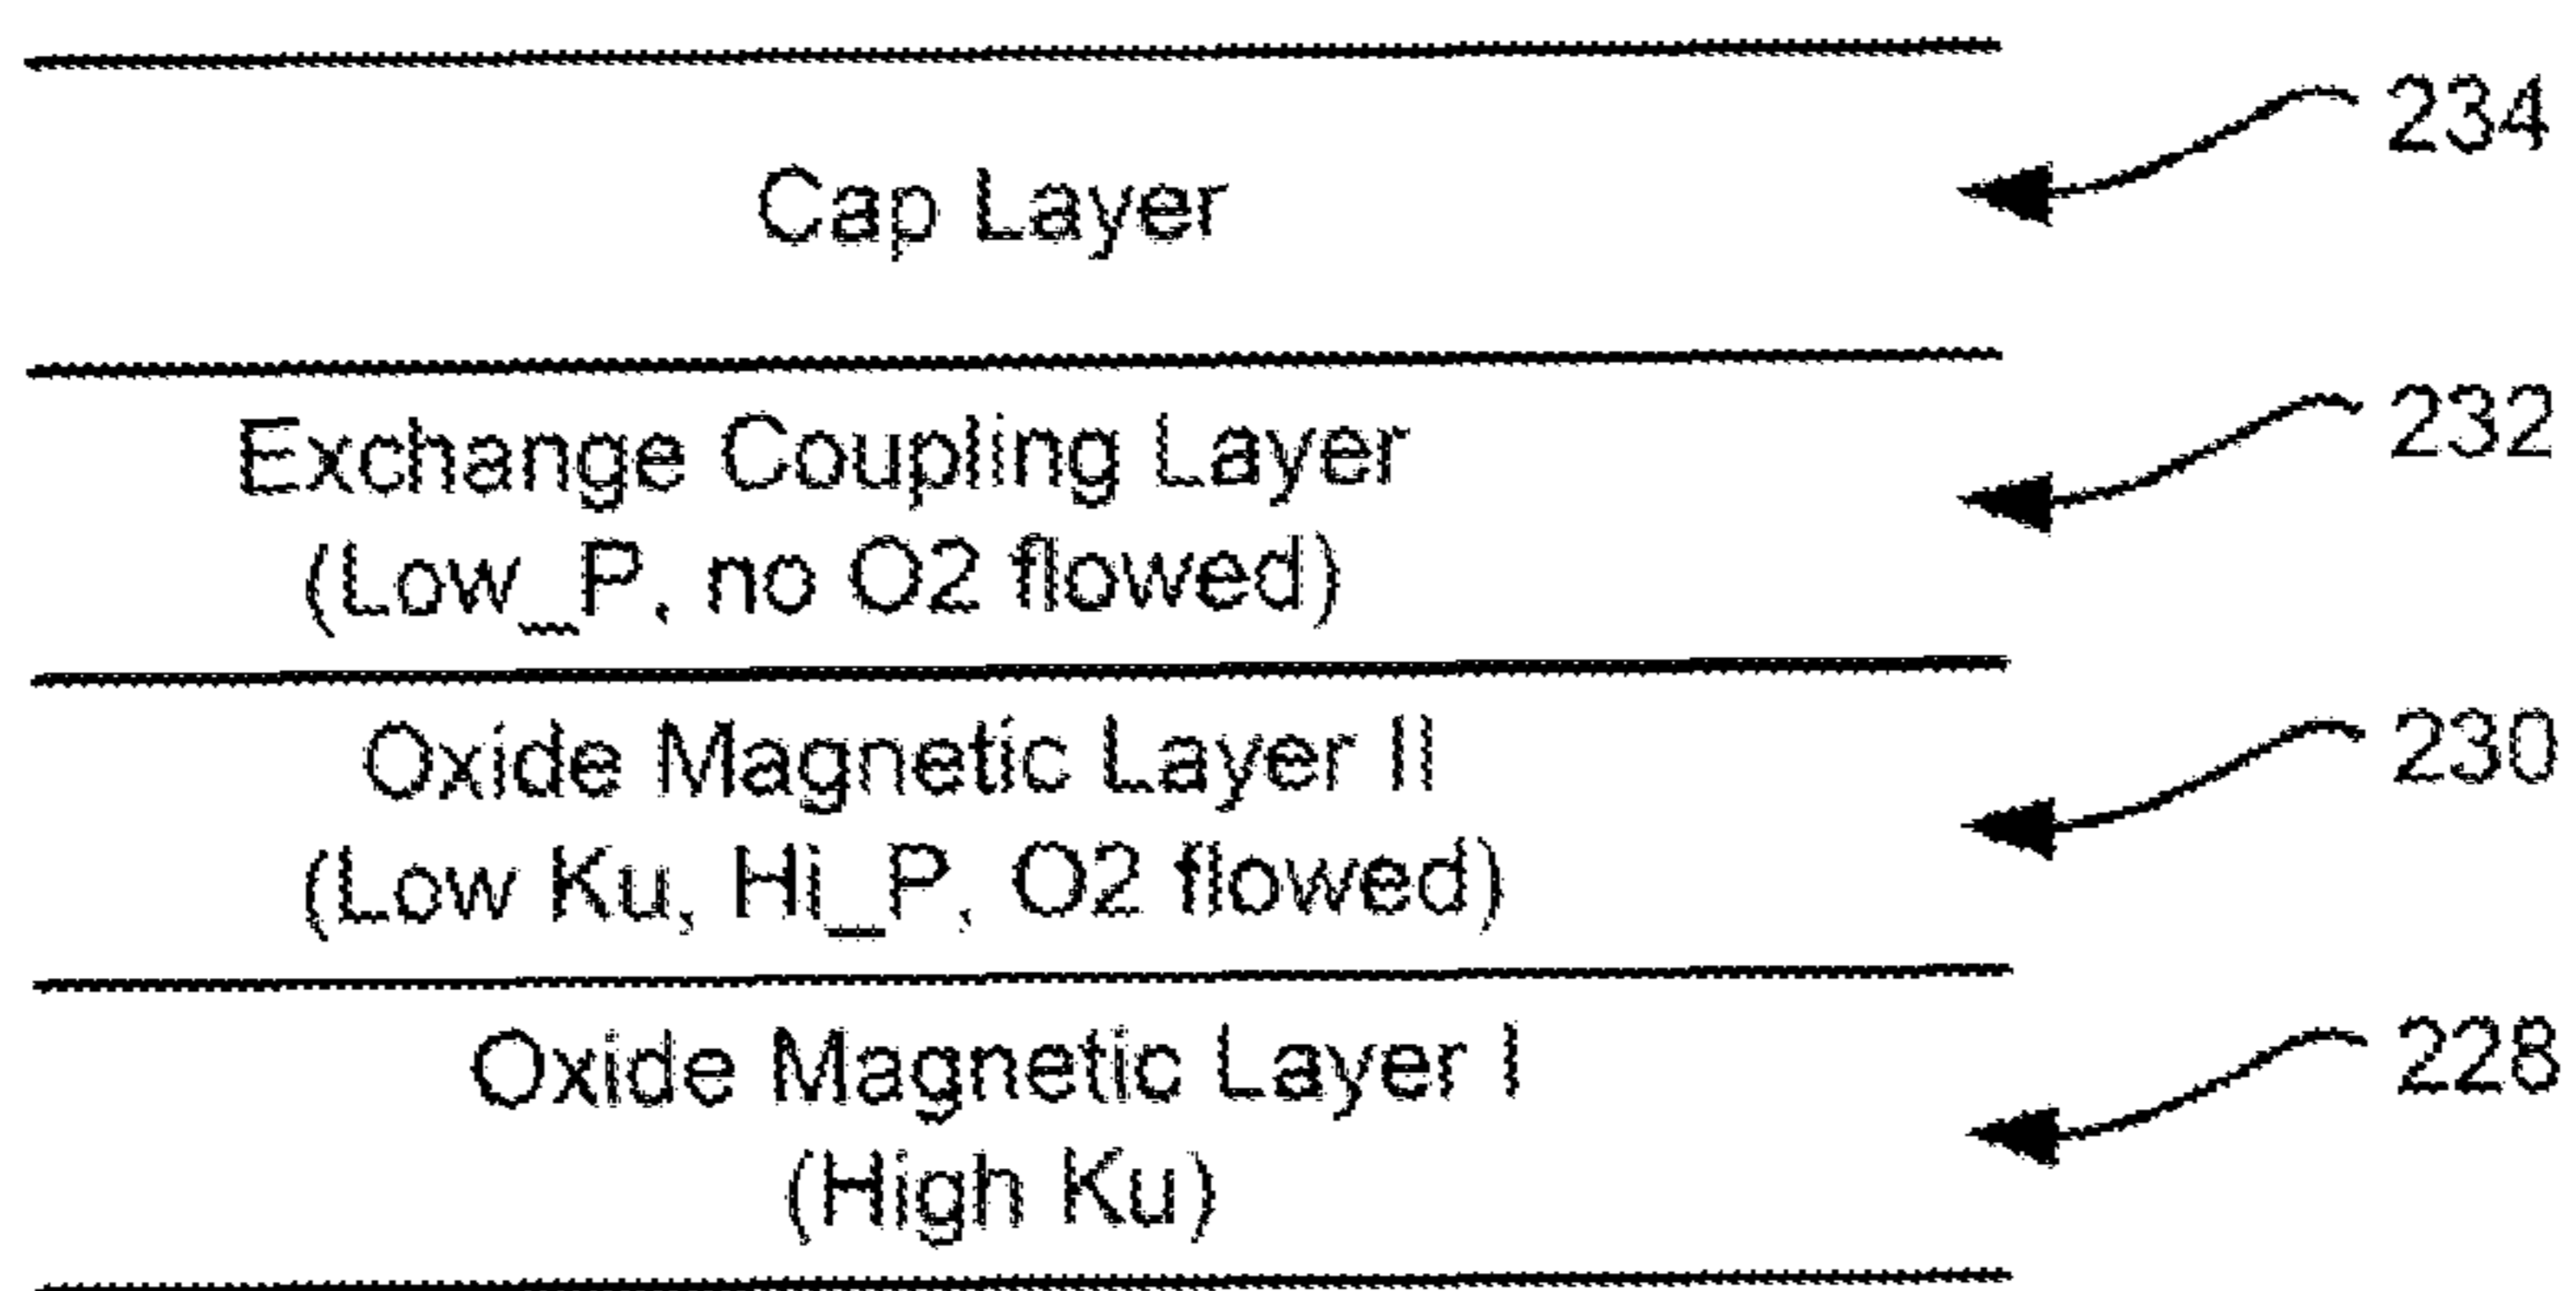 234
Cap Layer
232
Exchange Coupling Layer
(Low_P, no O2 flowed)
230
Oxide Magnetic Layer II
(Low Ku, Hi_P, O2 flowed)
228
Oxide Magnetic Layer I
(High Ku)